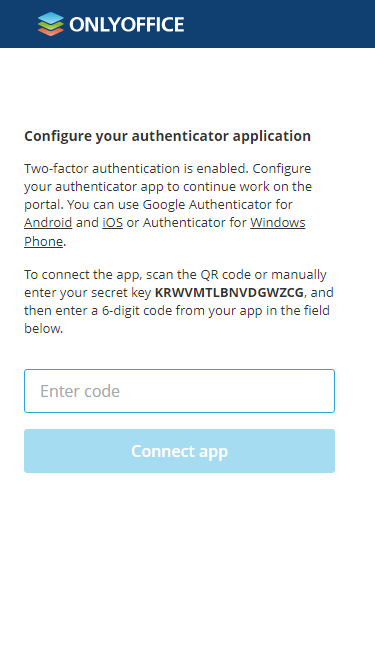 ONLYOFFICE
Configure your authenticator application
Two-factor authentication is enabled. Configure
your authenticator app to continue work on the
portal. You can use Google Authenticator for
Android and iOS or Authenticator for Windows
Phone.
To connect the app, scan the QR code or manually
enter your secret key KRWVMTLBNVDGWZCG, and
then enter a 6-digit code from your app in the field
below.
Enter code
Connect app